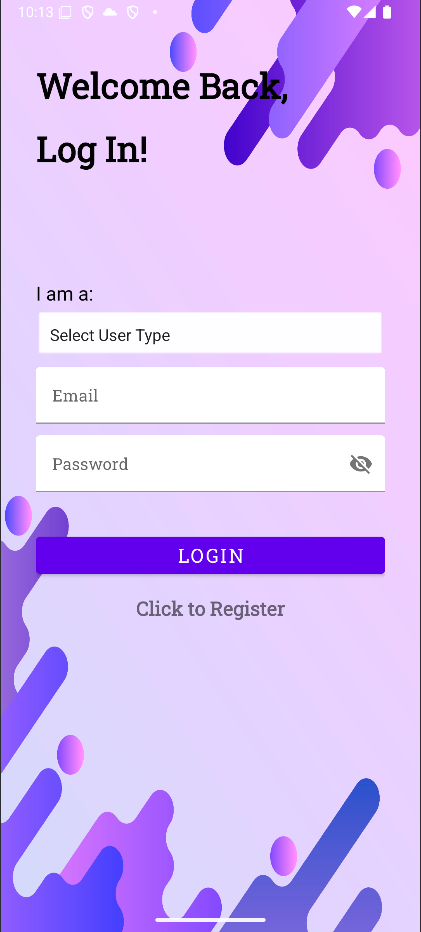 10:13
Welcome Back,
Log In!
I am a:
Select User Type
Email
Password
LOGIN
Click to Register